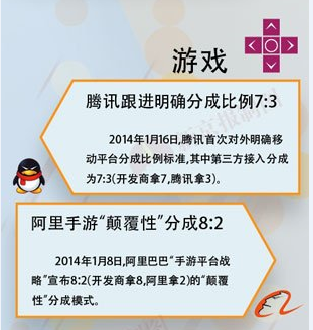 游戏
腾讯跟进明确分成比例7:3
2014年1月16日,腾讯首次对外明确移
动平台分成比例标准,其中第三方接入分成
为7:3(开发商拿7,腾讯拿3)。
阿里手游“颠覆性”分成8:2
2014年1月8日,阿里巴巴“手游平台战
略”宣布8:2(开发商拿8,阿里拿2)的“颠覆
性”分成模式。